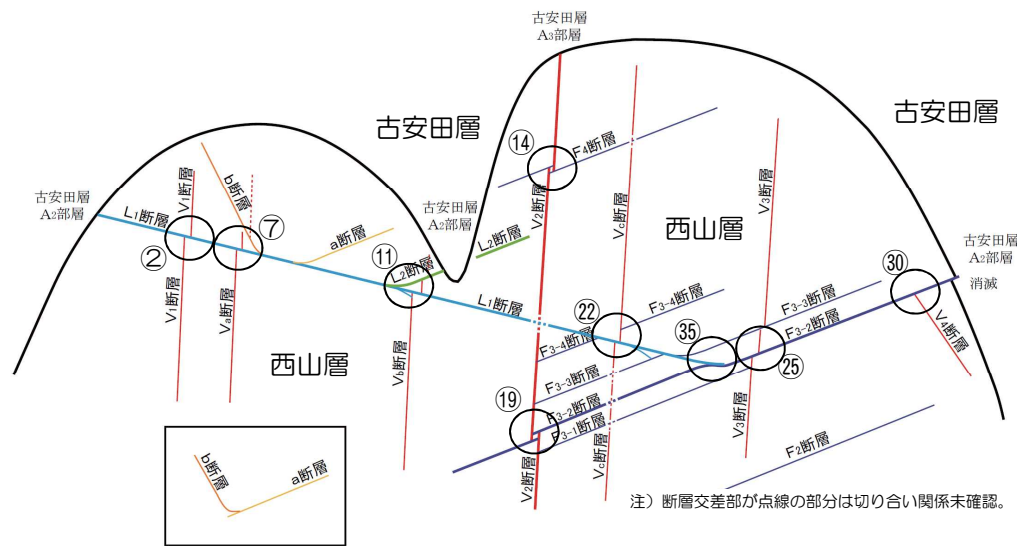 古安田層
A3部層
古安田層
古安田層
⑭
F4断層
b断層
V1断層
古安田層
A2部層
L1断層
②
⑦
a断層
古安田層
A2部層
⑪
L2断層
L2断層
V2断層
Vc断層
西山層
V3断層
古安田層
A2部層
消滅
㉚
V1断層
Va断層
L1断層
㉒
F3-4断層
F3-4断層
㉟
F3-3断層
F3-2断層
V4断層
西山層
Vb断層
F3-3断層
㉕
⑲
F3-2断層
F3-1断層
V3断層
Vc断層
V2断層
F2断層
b断層
a断層
注）断層交差部が点線の部分は切り合い関係未確認。